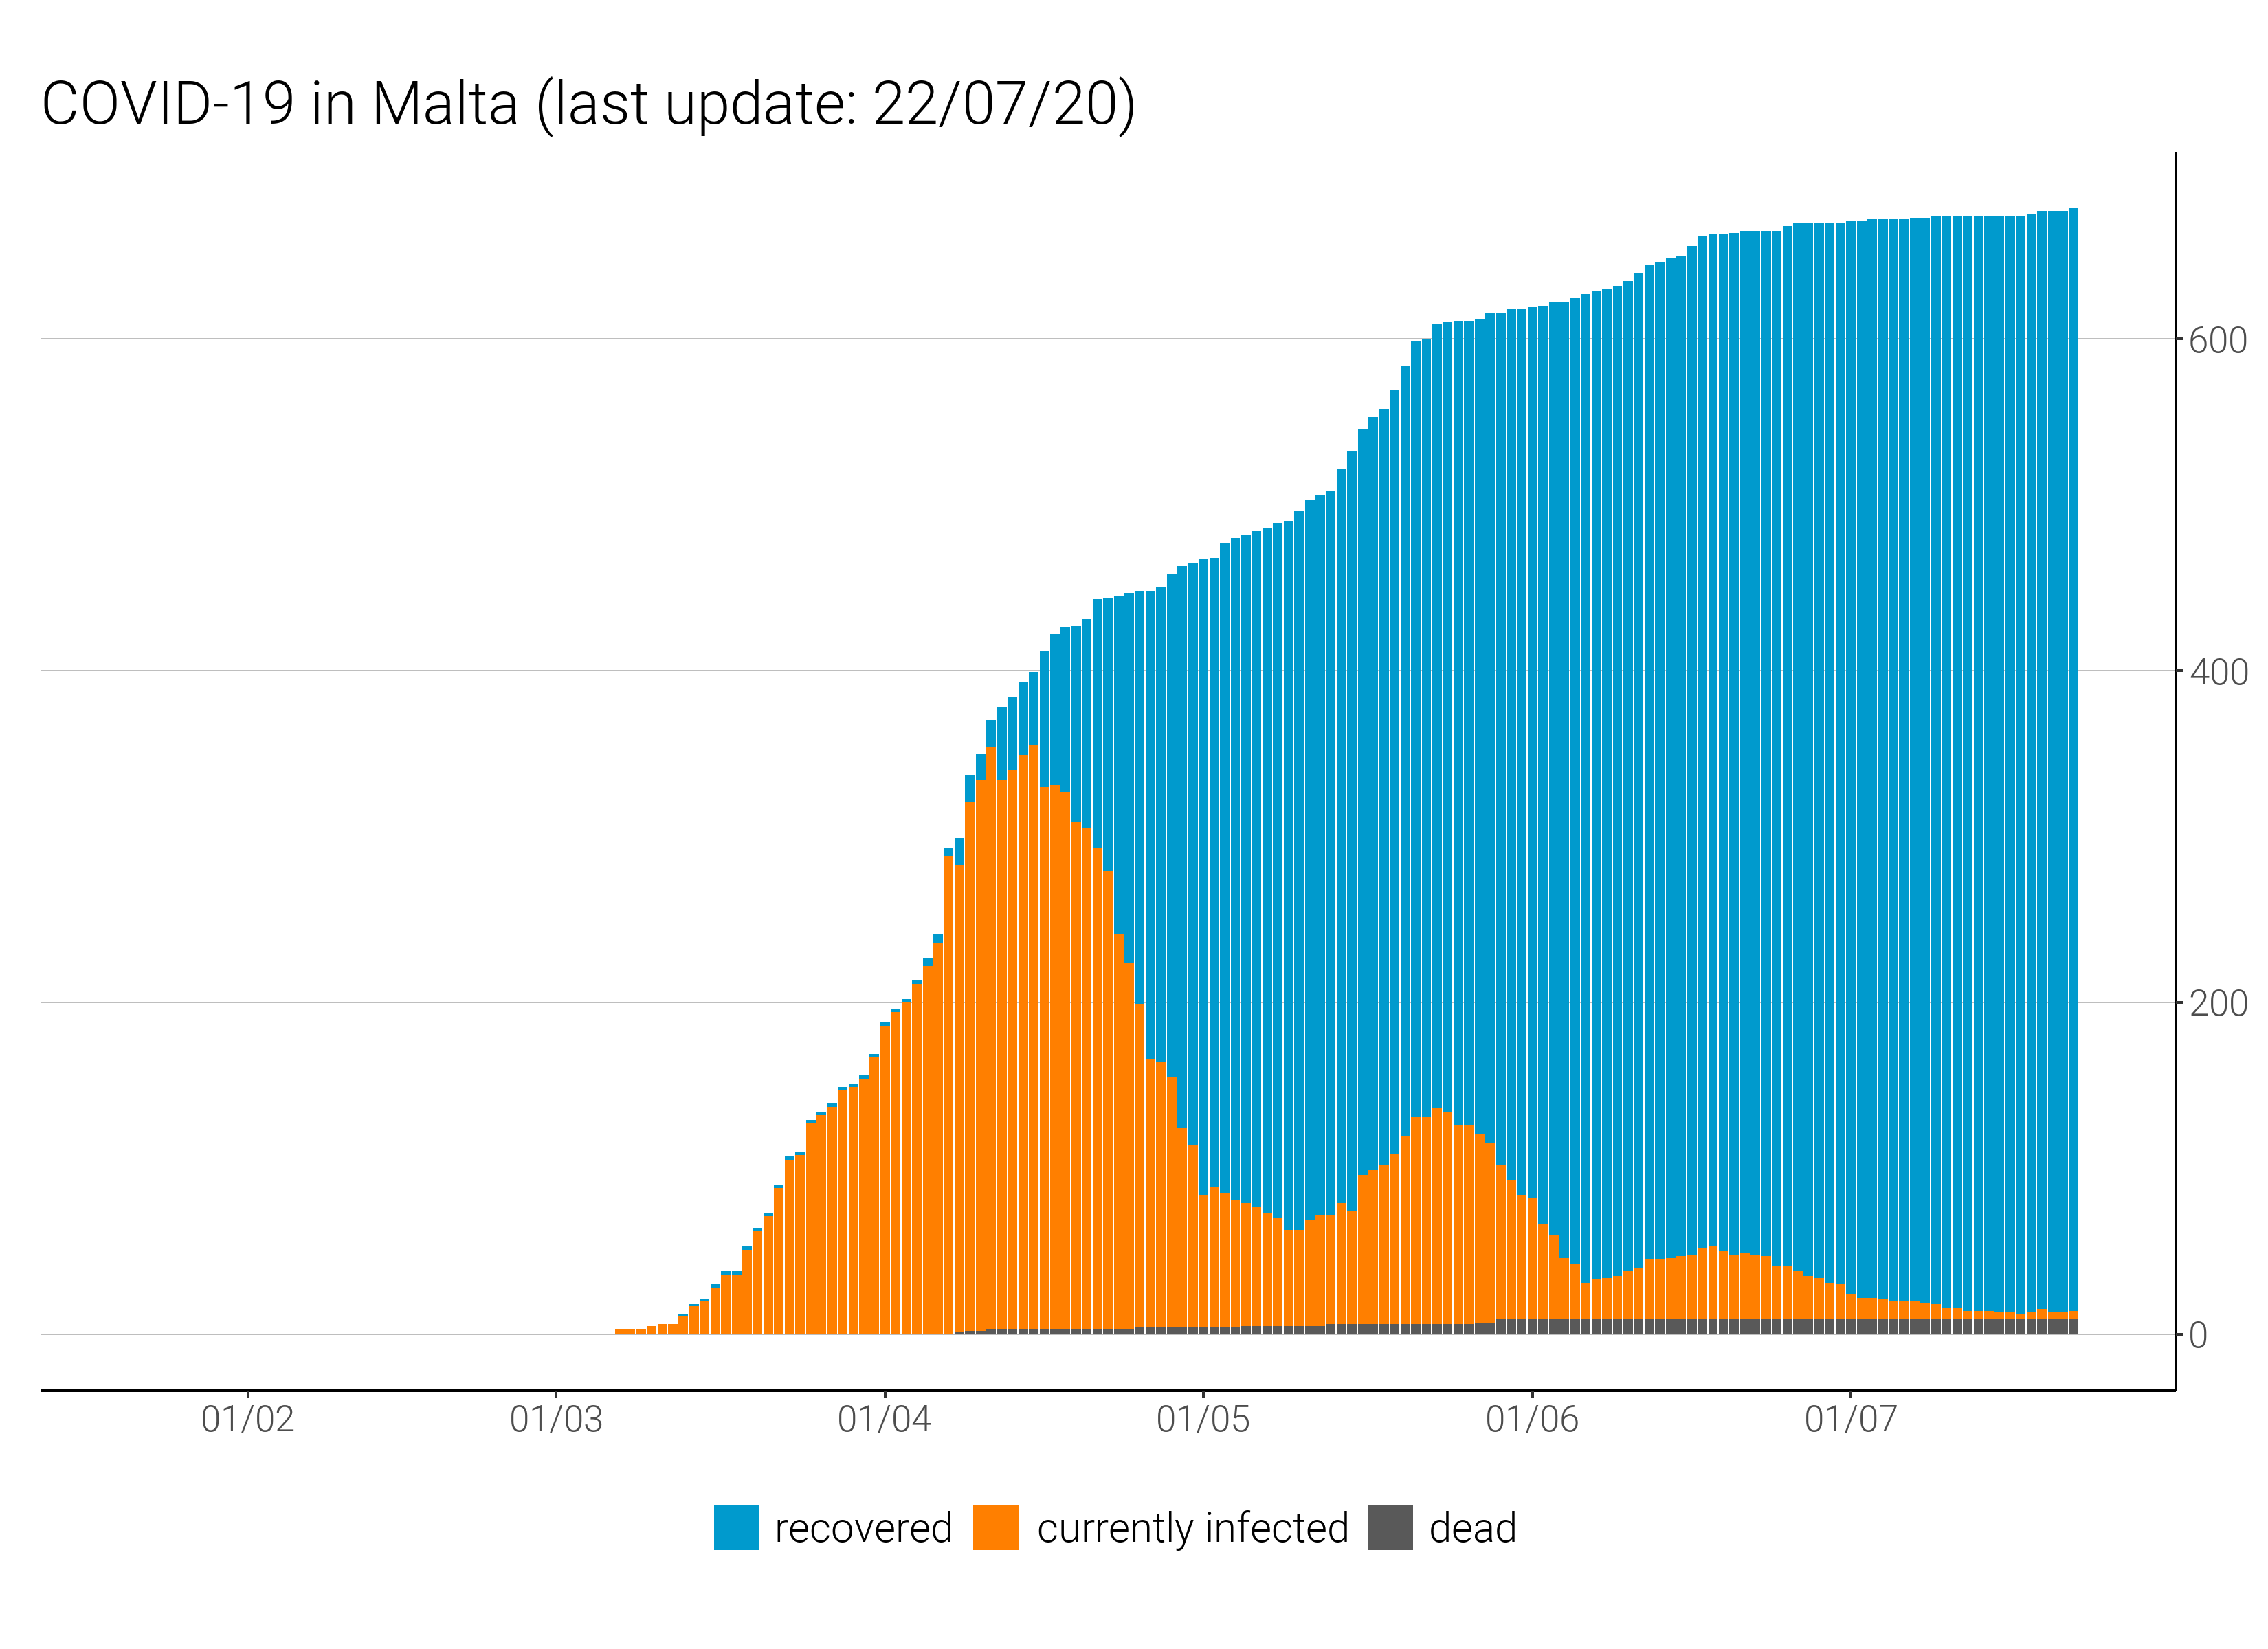 COVID-19 in Malta (last update: 22/07/20)
600
400
200
0
01/02 01/03 01/04 01/05 01/06 01/07
recovered currently infected dead